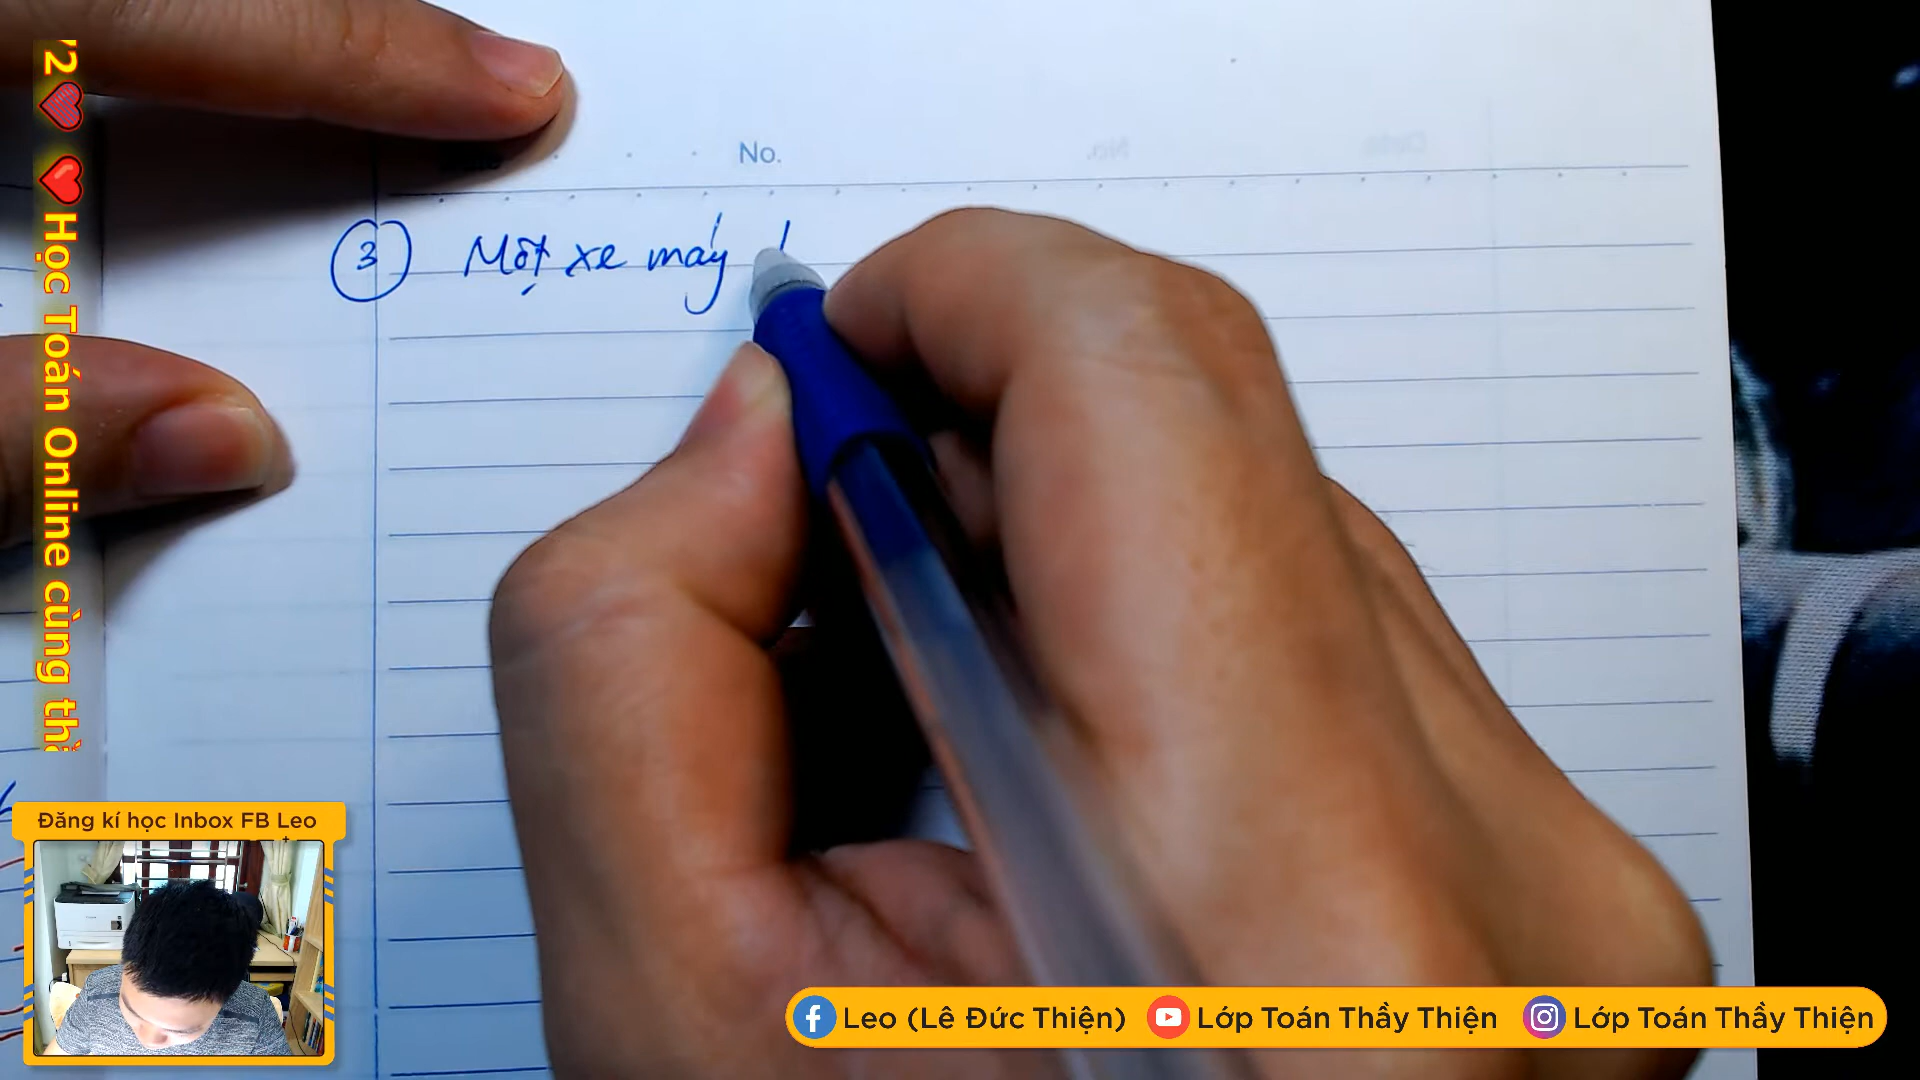 '2
Học Toán Online cùng th
No.
3 Một xe máy
Đăng kí học Inbox FB Leo
Leo (Lê Đức Thiện)
Lớp Toán Thầy Thiện
Lớp Toán Thầy Thiện